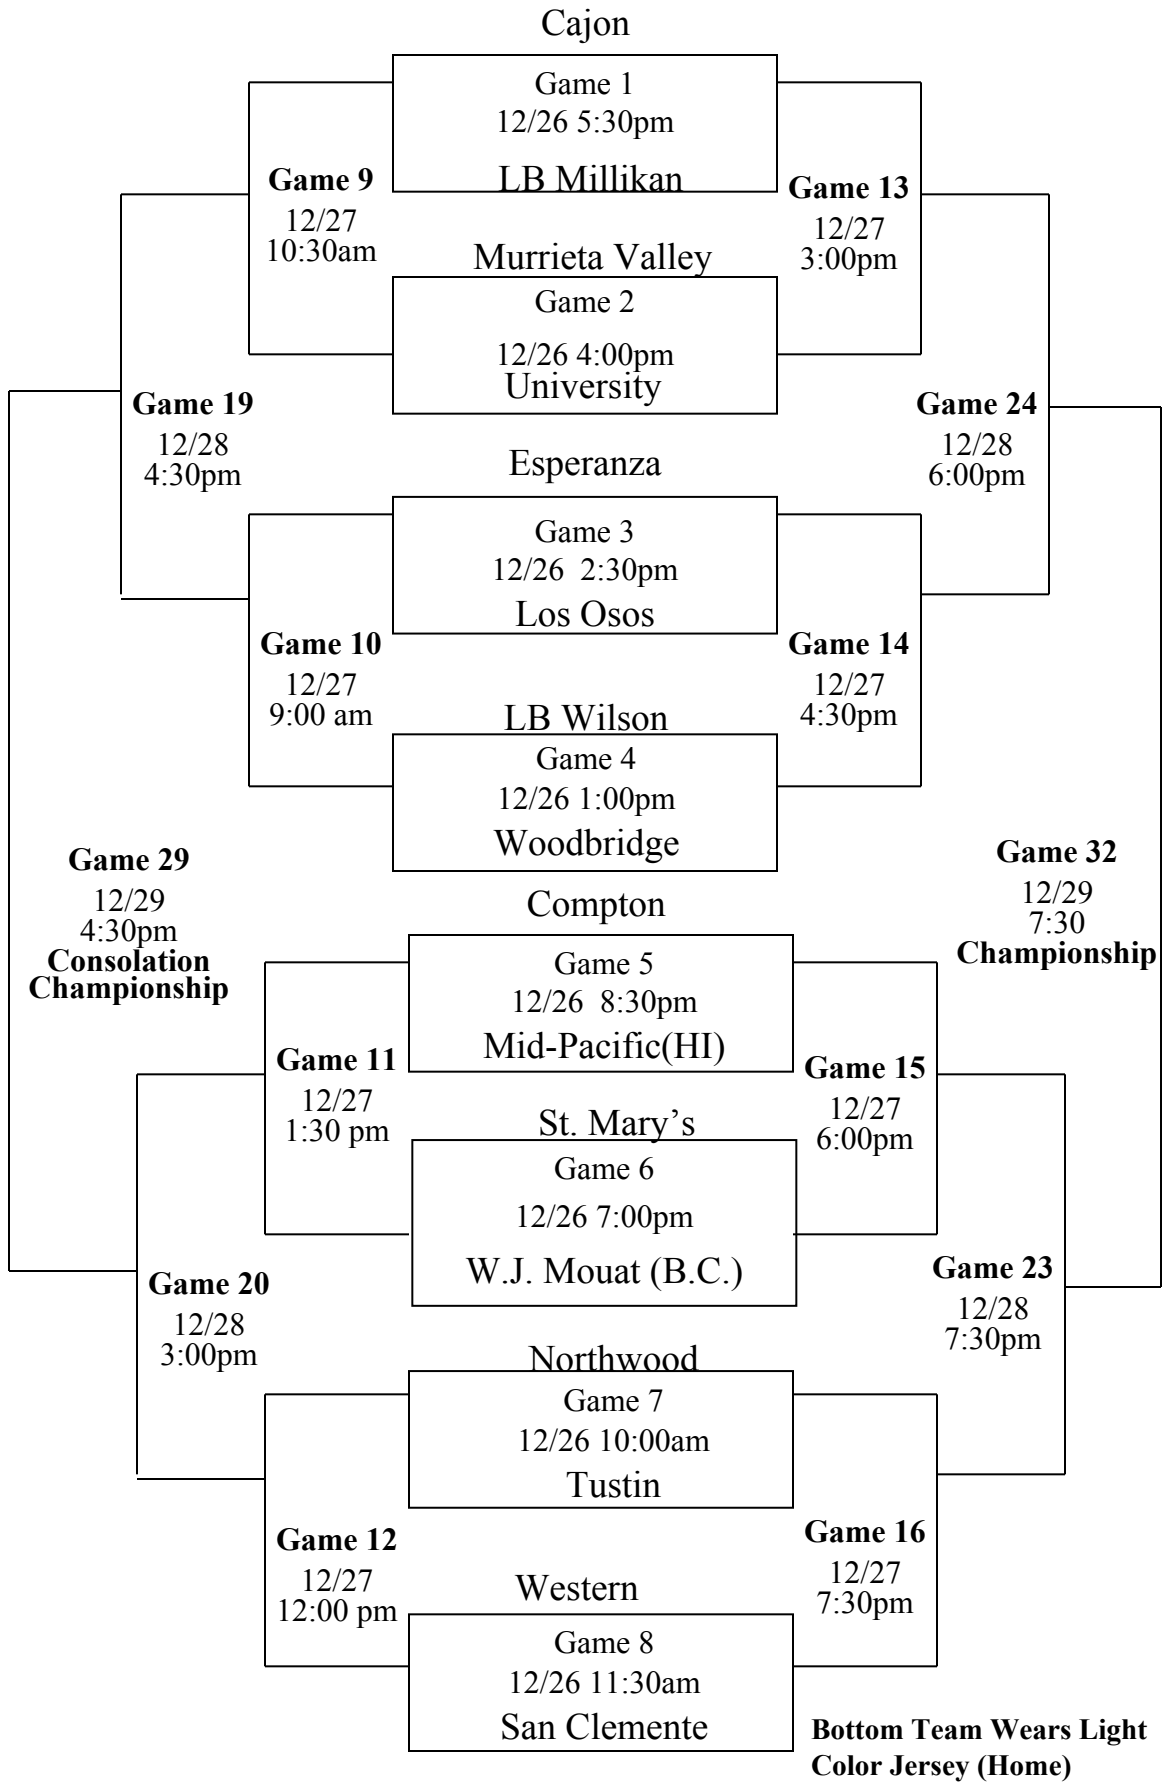 Cajon
Game 1
12/26 5:30pm
LB Millikan
Game 9
12/27
10:30am
Game 13
12/27
3:00pm
Murrieta Valley
Game 2
12/26 4:00pm
University
Game 19
12/28
4:30pm
Game 24
12/28
6:00pm
Esperanza
Game 3
12/26  2:30pm
Los Osos
Game 10
12/27
9:00 am
Game 14
12/27
4:30pm
LB Wilson
Game 4
12/26 1:00pm
Woodbridge
Game 29
12/29
4:30pm
Consolation
Championship
Game 32
12/29
7:30
Championship
Compton
Game 5
12/26  8:30pm
Mid-Pacific(HI)
Game 11
12/27
1:30 pm
Game 15
12/27
6:00pm
St. Mary’s
Game 6
12/26 7:00pm
W.J. Mouat (B.C.)
Game 20
12/28
3:00pm
Game 23
12/28
7:30pm
Northwood
Game 7
12/26 10:00am
Tustin
Game 12
12/27
12:00 pm
Game 16
12/27
7:30pm
Western
Game 8
12/26 11:30am
San Clemente
Bottom Team Wears Light
Color Jersey (Home)